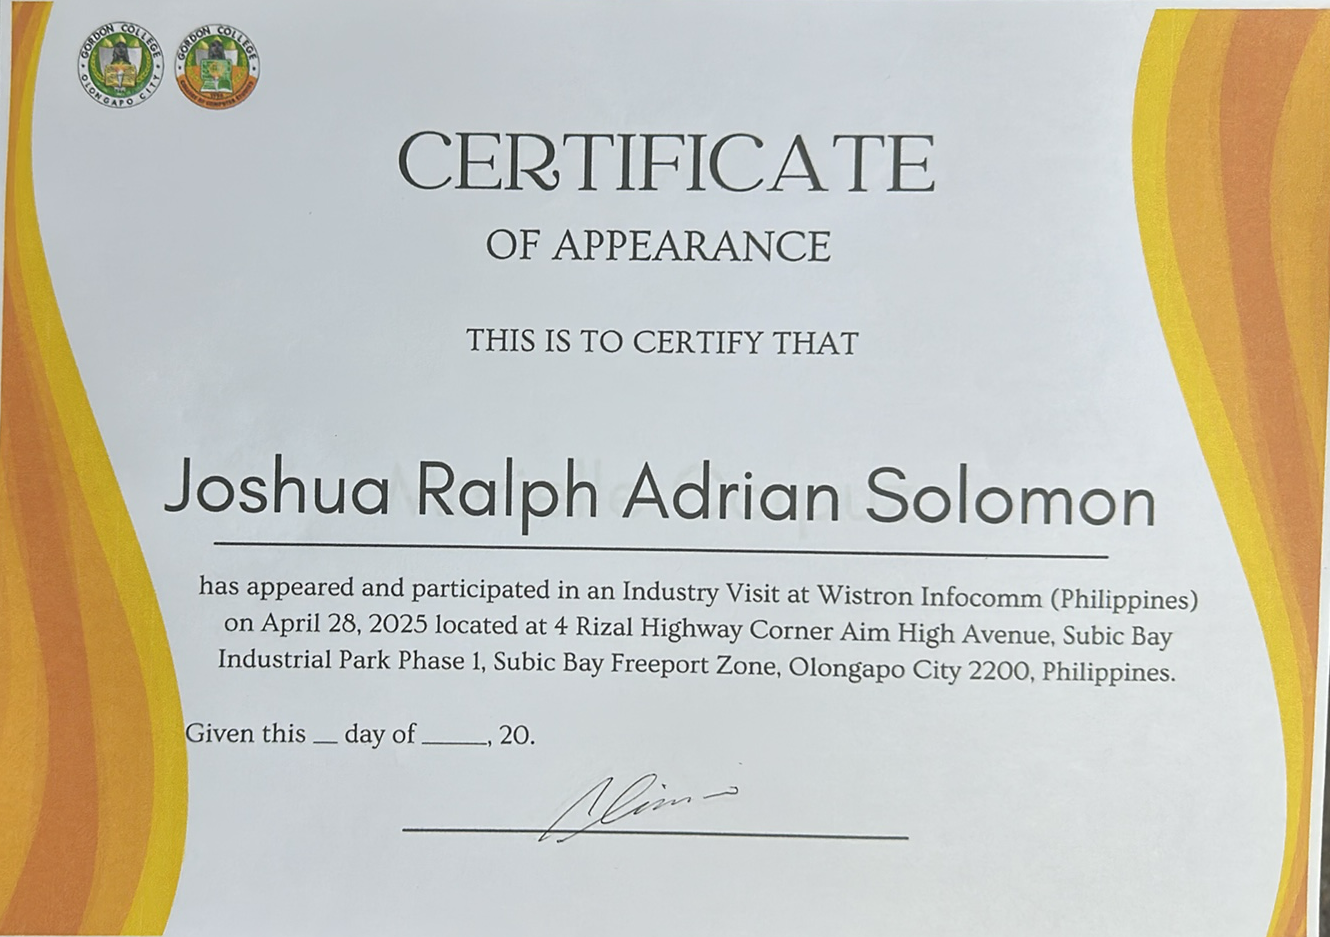 GORDON COLLEGE
OLONGAPO CITY
GORDON COLLEGE
CERTIFICATE
OF APPEARANCE
THIS IS TO CERTIFY THAT
Joshua Ralph Adrian Solomon
has appeared and participated in an Industry Visit at Wistron Infocomm (Philippines)
on April 28, 2025 located at 4 Rizal Highway Corner Aim High Avenue, Subic Bay
Industrial Park Phase 1, Subic Bay Freeport Zone, Olongapo City 2200, Philippines.
Given this __ day of _____, 20.